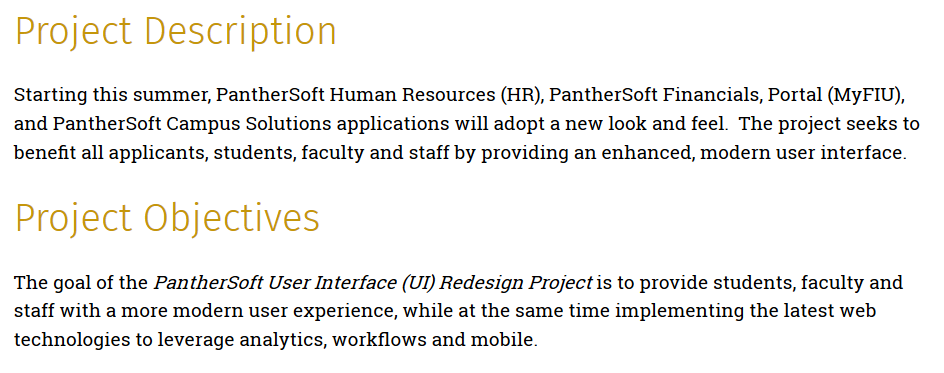 Project Description
Starting this summer, PantherSoft Human Resources (HR), PantherSoft Financials, Portal (MyFIU),
and PantherSoft Campus Solutions applications will adopt a new look and feel.  The project seeks to
benefit all applicants, students, faculty and staff by providing an enhanced, modern user interface.
Project Objectives
The goal of the PantherSoft User Interface (UI) Redesign Project is to provide students, faculty and
staff with a more modern user experience, while at the same time implementing the latest web
technologies to leverage analytics, workflows and mobile.